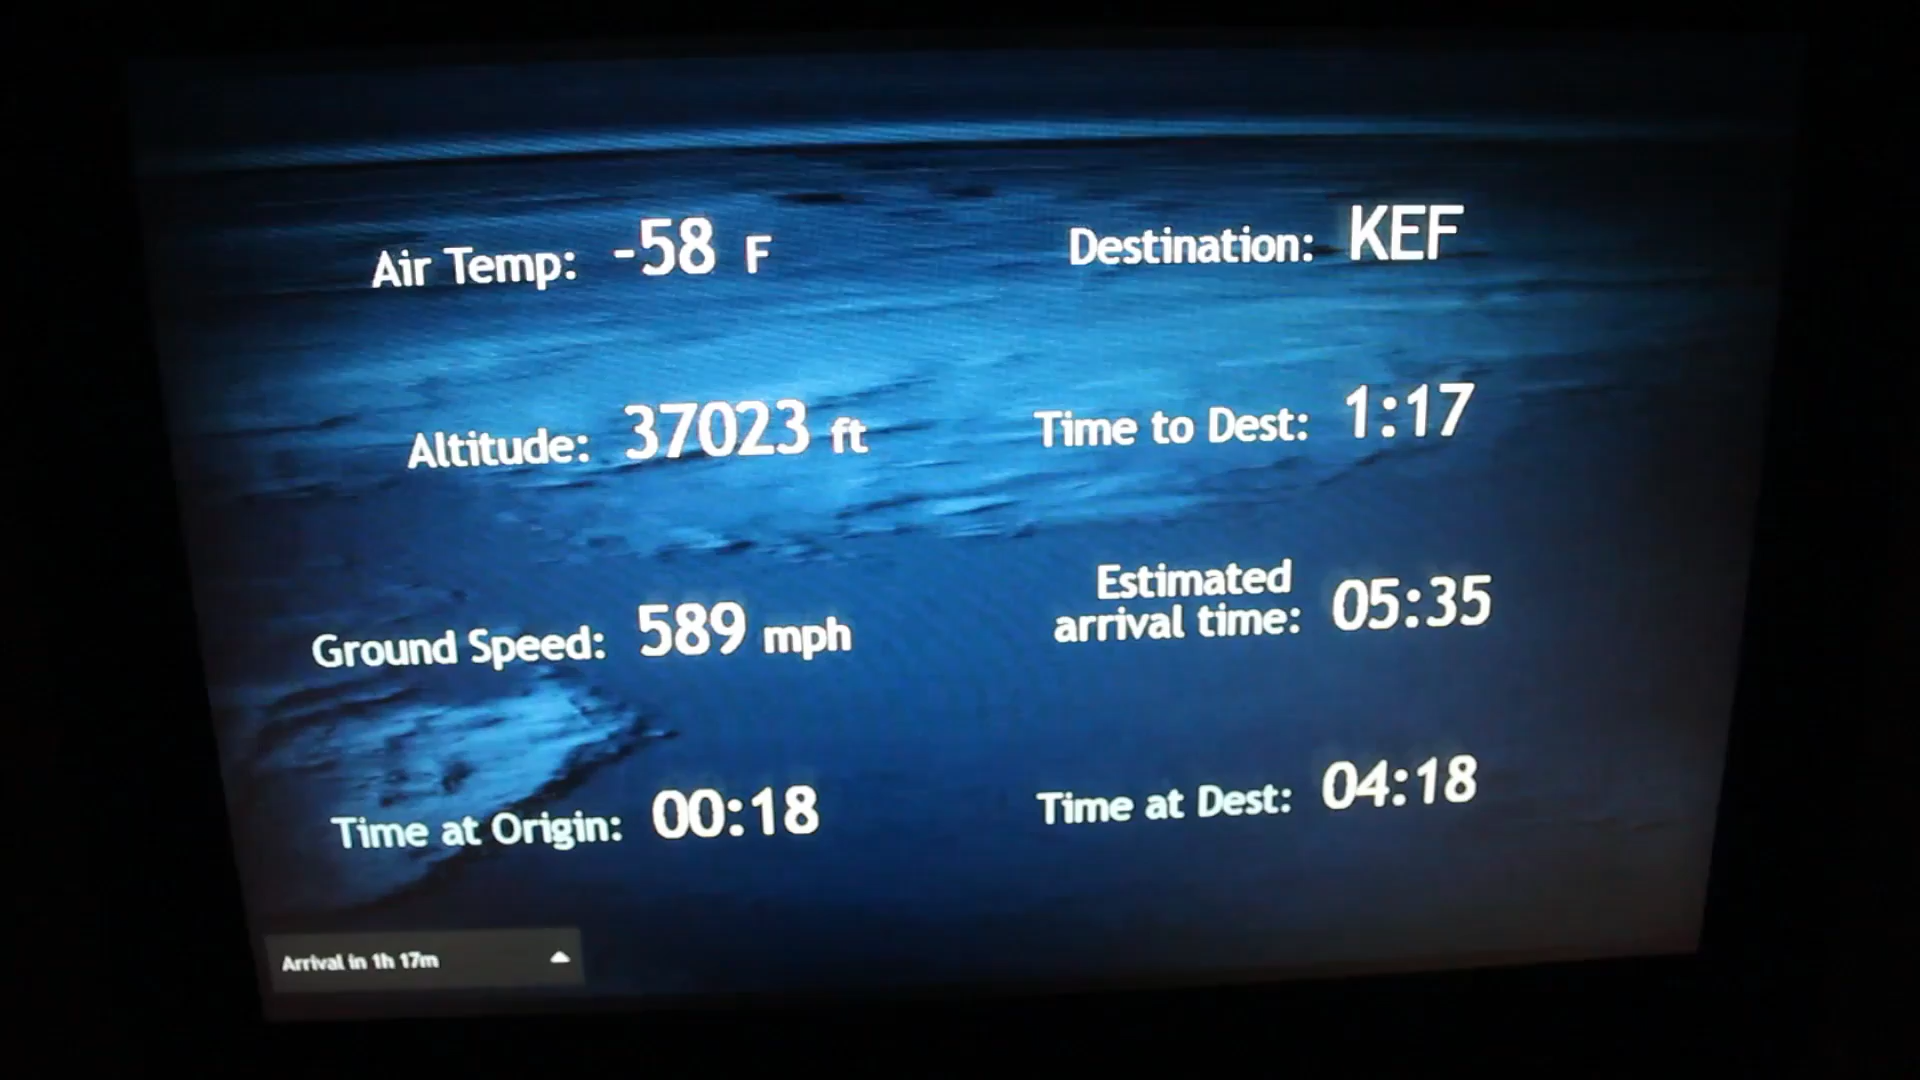 Air Temp: -58 F
Destination: KEF
Altitude: 37023 ft
Time to Dest: 1:17
Ground Speed: 589 mph
Estimated
arrival time: 05:35
Time at Origin: 00:18
Time at Dest: 04:18
Arrival in 1h 17m